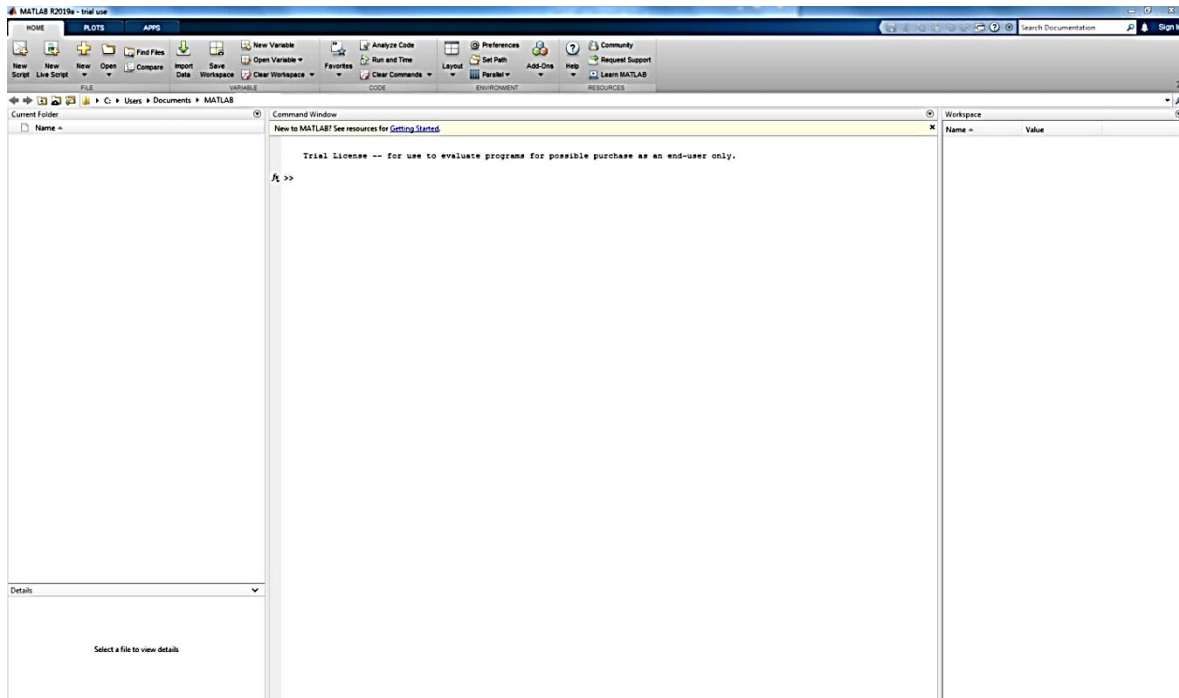 MATLAB R2019a - trial use
HOME PLOTS APPS
Search Documentation
Sign In
New Script
New Live Script
New
Open
Find Files
Compare
Import Data
Save Workspace
New Variable
Open Variable
Clear Workspace
Favorites
Analyze Code
Run and Time
Clear Commands
Layout
Preferences
Set Path
Parallel
Add-Ons
Help
Community
Request Support
Learn MATLAB
FILE VARIABLE CODE ENVIRONMENT RESOURCES
C: Users Documents MATLAB
Current Folder
Name
Command Window
New to MATLAB? See resources for Getting Started.
Trial License -- for use to evaluate programs for possible purchase as an end-user only.
fx >>
Workspace
Name Value
Details
Select a file to view details